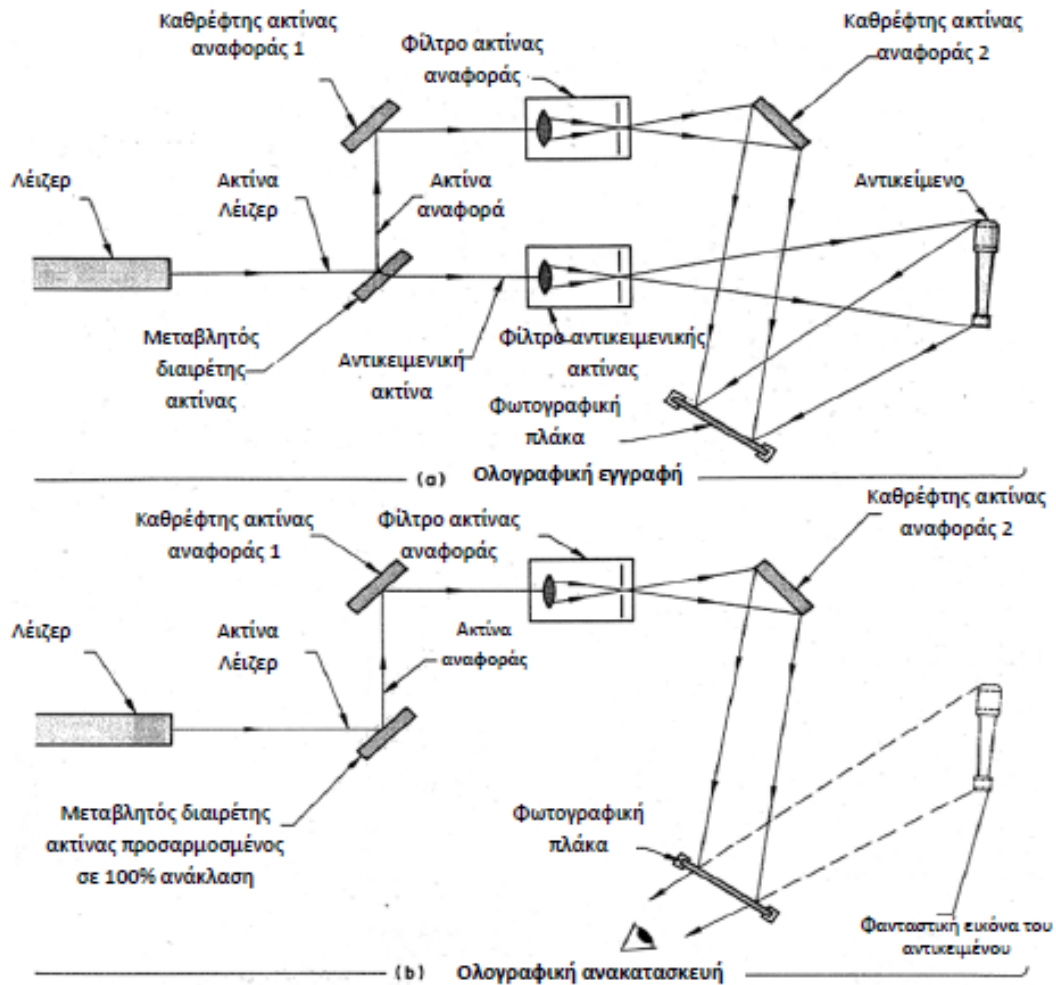 Καθρέφτης ακτίνας
αναφοράς 1
Φίλτρο ακτίνας
αναφοράς
Καθρέφτης ακτίνας
αναφοράς 2
Λέιζερ
Ακτίνα
Λέιζερ
Ακτίνα
αναφορά
Αντικείμενο
Μεταβλητός
διαιρέτης
ακτίνας
Αντικειμενική
ακτίνα
Φίλτρο αντικειμενικής
ακτίνας
Φωτογραφική
πλάκα
(a) Ολογραφική εγγραφή
Καθρέφτης ακτίνας
αναφοράς 1
Φίλτρο ακτίνας
αναφοράς
Καθρέφτης ακτίνας
αναφοράς 2
Λέιζερ
Ακτίνα
Λέιζερ
Ακτίνα
αναφοράς
Μεταβλητός διαιρέτης
ακτίνας προσαρμοσμένος
σε 100% ανάκλαση
Φωτογραφική
πλάκα
Φανταστική εικόνα του
αντικειμένου
(b) Ολογραφική ανακατασκευή